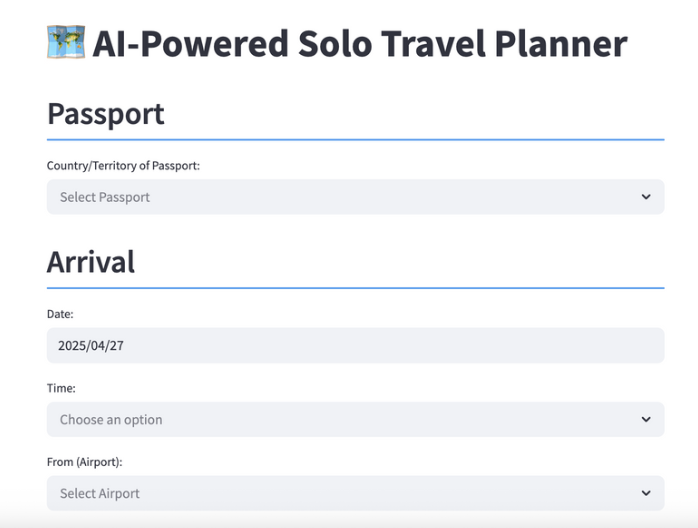 AI-Powered Solo Travel Planner
Passport
Country/Territory of Passport:
Select Passport
Arrival
Date:
2025/04/27
Time:
Choose an option
From (Airport):
Select Airport